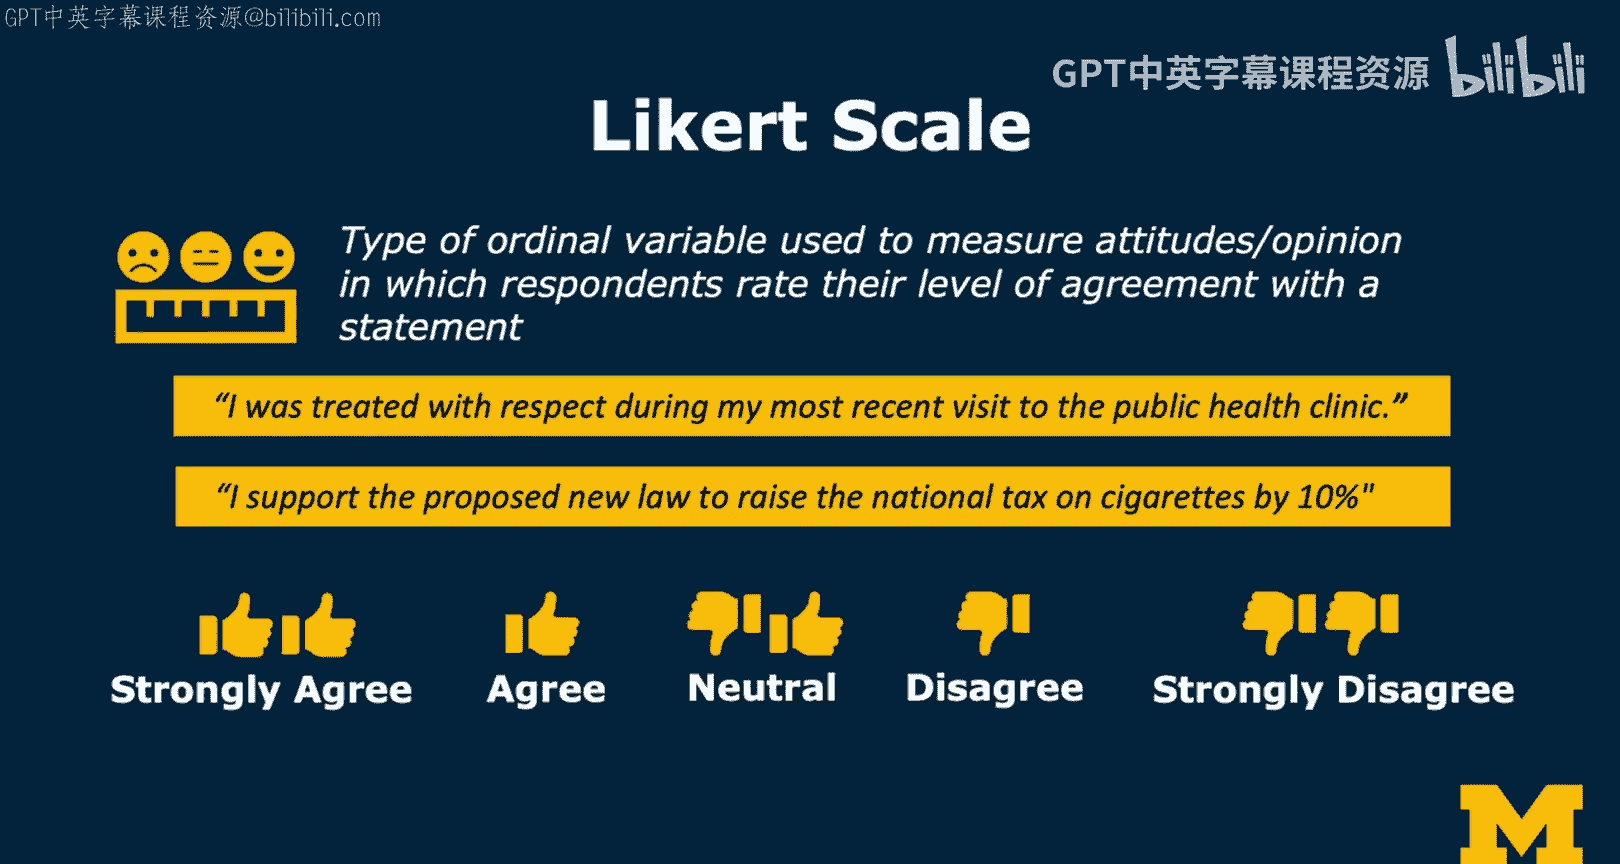 GPT中英字幕课程资源@bilibili.com
GPT中英字幕课程资源 bilibili
Likert Scale
Type of ordinal variable used to measure attitudes/opinion
in which respondents rate their level of agreement with a
statement
“I was treated with respect during my most recent visit to the public health clinic.”
“I support the proposed new law to raise the national tax on cigarettes by 10%"
Strongly Agree Agree Neutral Disagree Strongly Disagree
M